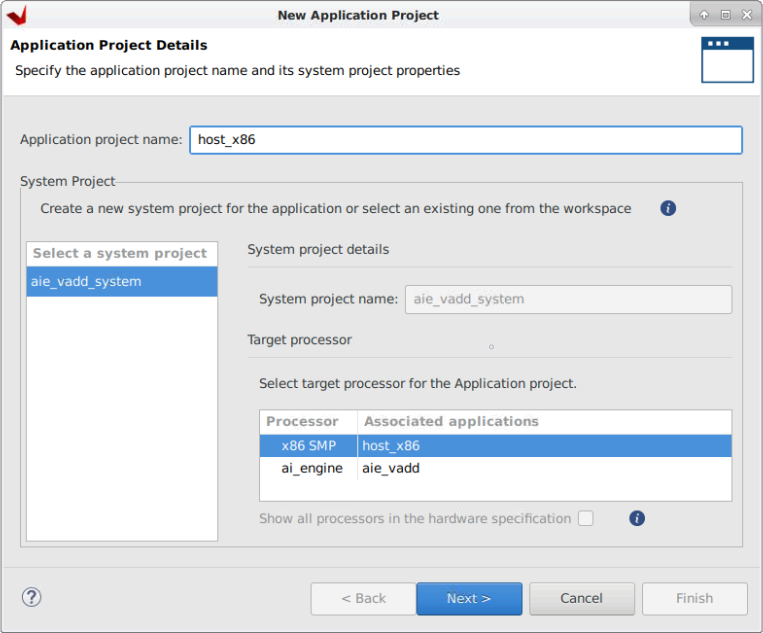 New Application Project
Application Project Details
Specify the application project name and its system project properties
Application project name: host_x86
System Project
Create a new system project for the application or select an existing one from the workspace
Select a system project
aie_vadd_system
System project details
System project name: aie_vadd_system
Target processor
Select target processor for the Application project.
Processor Associated applications
x86 SMP host_x86
ai_engine aie_vadd
Show all processors in the hardware specification
< Back Next > Cancel Finish